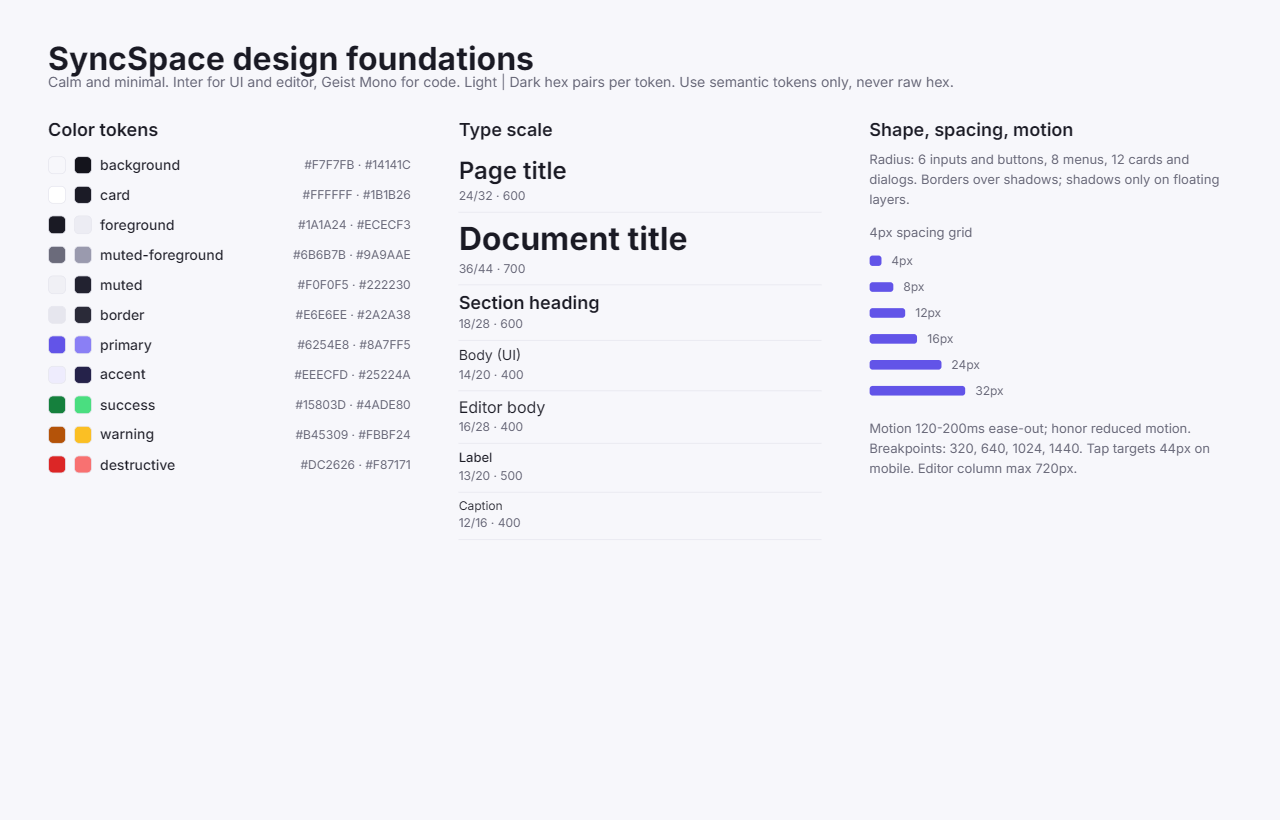 SyncSpace design foundations
Calm and minimal. Inter for UI and editor, Geist Mono for code. Light | Dark hex pairs per token. Use semantic tokens only, never raw hex.
Color tokens
background #F7F7FB · #14141C
card #FFFFFF · #1B1B26
foreground #1A1A24 · #ECECF3
muted-foreground #6B6B7B · #9A9AAE
muted #F0F0F5 · #222230
border #E6E6EE · #2A2A38
primary #6254E8 · #8A7FF5
accent #EEECFD · #25224A
success #15803D · #4ADE80
warning #B45309 · #FBBF24
destructive #DC2626 · #F87171
Type scale
Page title
24/32 · 600
Document title
36/44 · 700
Section heading
18/28 · 600
Body (UI)
14/20 · 400
Editor body
16/28 · 400
Label
13/20 · 500
Caption
12/16 · 400
Shape, spacing, motion
Radius: 6 inputs and buttons, 8 menus, 12 cards and
dialogs. Borders over shadows; shadows only on floating
layers.
4px spacing grid
4px
8px
12px
16px
24px
32px
Motion 120-200ms ease-out; honor reduced motion.
Breakpoints: 320, 640, 1024, 1440. Tap targets 44px on
mobile. Editor column max 720px.